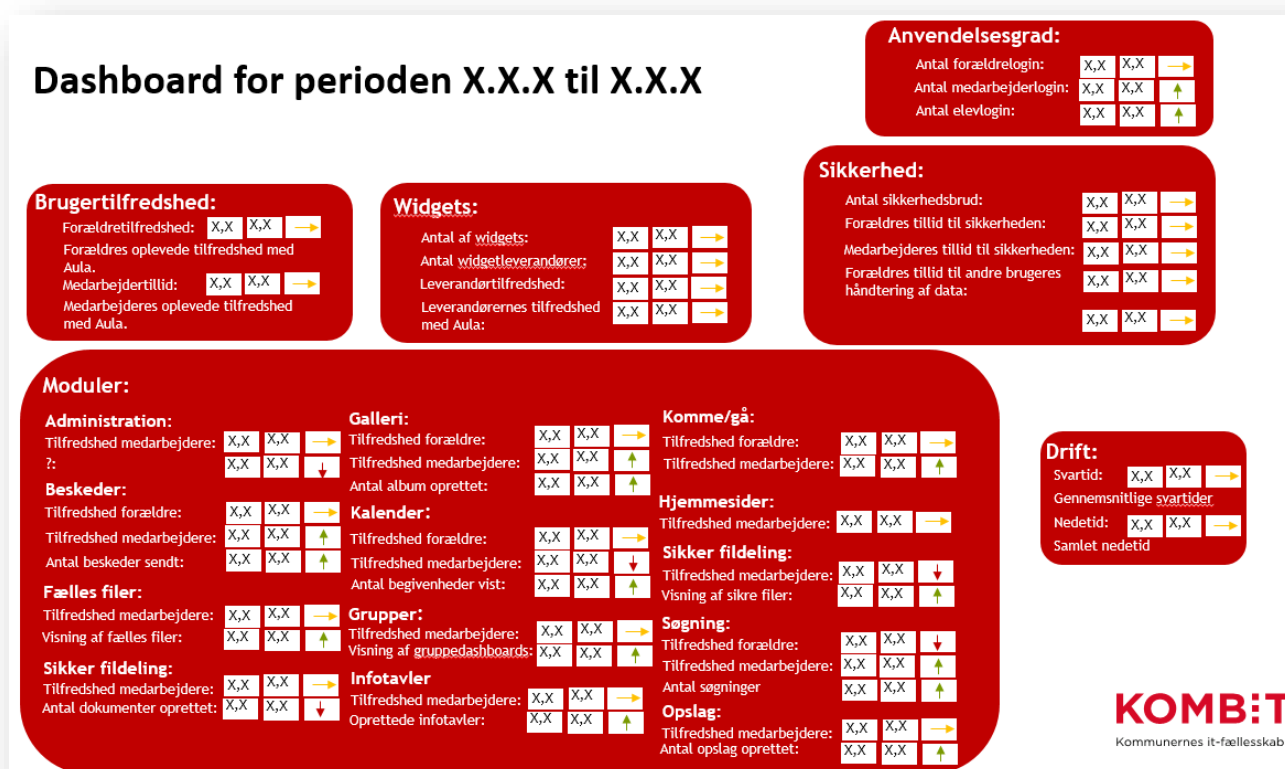 Dashboard for perioden X.X.X til X.X.X
Anvendelsesgrad:
Antal forældrelogin: X,X X,X
Antal medarbejderlogin: X,X X,X
Antal elevlogin: X,X X,X
Brugertilfredshed:
Forældretilfredshed: X,X X,X
Forældres oplevede tilfredshed med
Aula.
Medarbejdertillid: X,X X,X
Medarbejderes oplevede tilfredshed
med Aula.
Widgets:
Antal af widgets: X,X X,X
Antal widgetleverandører: X,X X,X
Leverandørtilfredshed: X,X X,X
Leverandørernes tilfredshed
med Aula: X,X X,X
Sikkerhed:
Antal sikkerhedsbrud: X,X X,X
Forældres tillid til sikkerheden: X,X X,X
Medarbejderes tillid til sikkerheden: X,X X,X
Forældres tillid til andre brugeres
håndtering af data: X,X X,X
X,X X,X
Moduler:
Administration:
Tilfredshed medarbejdere: X,X X,X
?: X,X X,X
Beskeder:
Tilfredshed forældre: X,X X,X
Tilfredshed medarbejdere: X,X X,X
Antal beskeder sendt: X,X X,X
Fælles filer:
Tilfredshed medarbejdere: X,X X,X
Visning af fælles filer: X,X X,X
Sikker fildeling:
Tilfredshed medarbejdere: X,X X,X
Antal dokumenter oprettet: X,X X,X
Galleri:
Tilfredshed forældre: X,X X,X
Tilfredshed medarbejdere: X,X X,X
Antal album oprettet: X,X X,X
Kalender:
Tilfredshed forældre: X,X X,X
Tilfredshed medarbejdere: X,X X,X
Antal begivenheder vist: X,X X,X
Grupper:
Tilfredshed medarbejdere: X,X X,X
Visning af gruppedashboards: X,X X,X
Infotavler
Tilfredshed medarbejdere: X,X X,X
Oprettede infotavler: X,X X,X
Komme/gå:
Tilfredshed forældre: X,X X,X
Tilfredshed medarbejdere: X,X X,X
Hjemmesider:
Tilfredshed medarbejdere: X,X X,X
Sikker fildeling:
Tilfredshed medarbejdere: X,X X,X
Visning af sikre filer: X,X X,X
Søgning:
Tilfredshed forældre: X,X X,X
Tilfredshed medarbejdere: X,X X,X
Antal søgninger X,X X,X
Opslag:
Tilfredshed medarbejdere: X,X X,X
Antal opslag oprettet: X,X X,X
Drift:
Svartid: X,X X,X
Gennemsnitlige svartider
Nedetid: X,X X,X
Samlet nedetid
KOMB:T
Kommunernes it-fællesskab